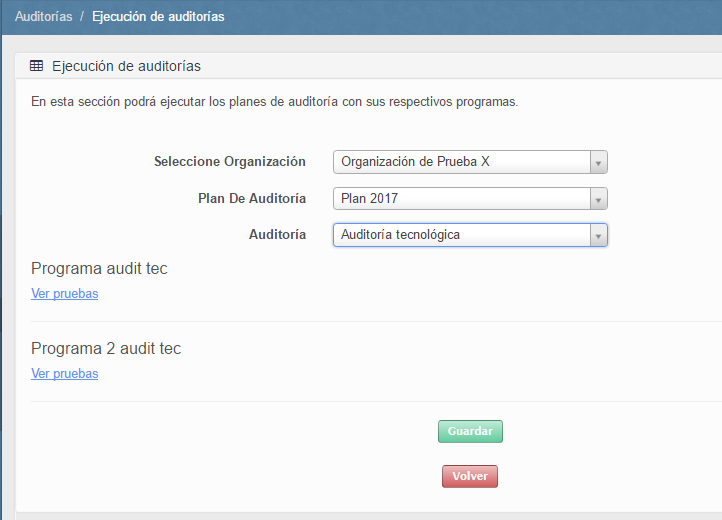 Auditorías / Ejecución de auditorías
Ejecución de auditorías
En esta sección podrá ejecutar los planes de auditoría con sus respectivos programas.
Seleccione Organización Organización de Prueba X
Plan De Auditoría Plan 2017
Auditoría Auditoría tecnológica
Programa audit tec
Ver pruebas
Programa 2 audit tec
Ver pruebas
Guardar
Volver